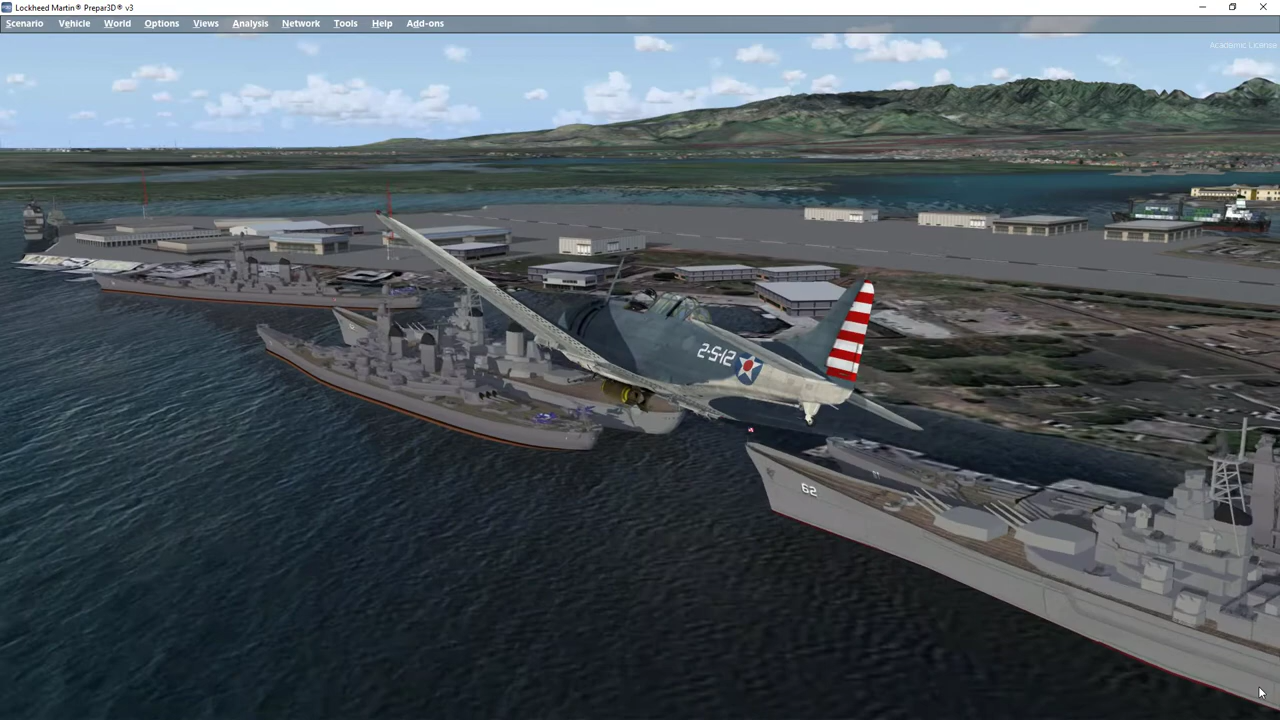 Lockheed Martin® Prepar3D® v3
Scenario Vehicle World Options Views Analysis Network Tools Help Add-ons
Academic License
2-S-12
62